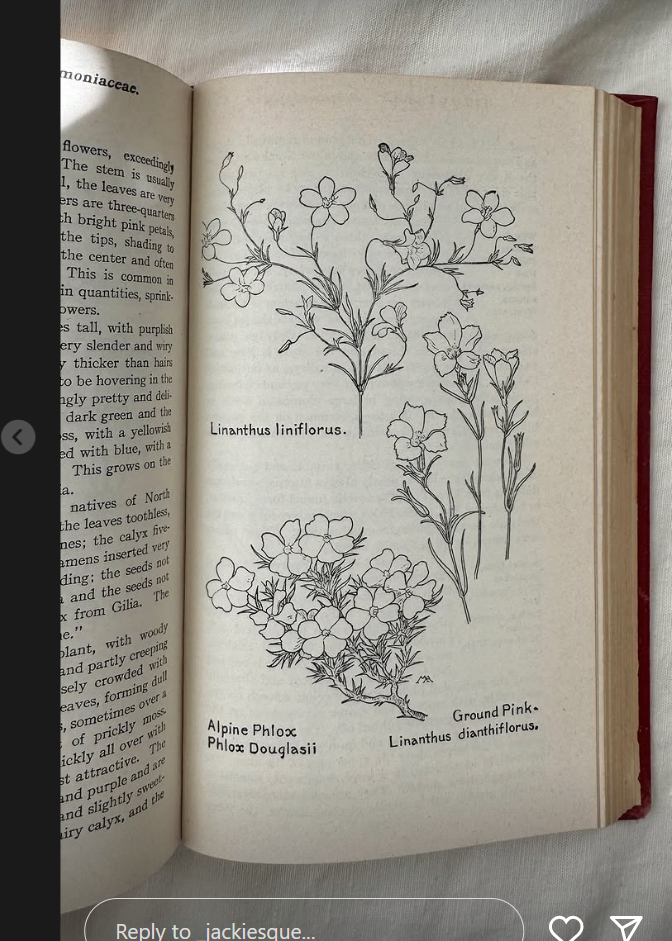 moniaceae.
flowers, exceedingly
The stem is usually
l, the leaves are very
ers are three-quarters
th bright pink petals,
the tips, shading to
the center and often
This is common in
in quantities, sprink-
owers.
es tall, with purplish
ery slender and wiry
y thicker than hairs
to be hovering in the
ngly pretty and deli-
dark green and the
oss, with a yellowish
ed with blue, with a
This grows on the
ia.
natives of North
the leaves toothless,
nes; the calyx five-
amens inserted very
ding; the seeds not
a and the seeds not
x from Gilia. The
e."
plant, with woody
and partly creeping
sely crowded with
eaves, forming dull
s, sometimes over a
of prickly moss,
ickly all over with
st attractive. The
and purple and are
and slightly sweet-
airy calyx, and the
Linanthus liniflorus.
Alpine Phlox
Phlox Douglasii
Ground Pink-
Linanthus dianthiflorus.
Reply to jackiesque...